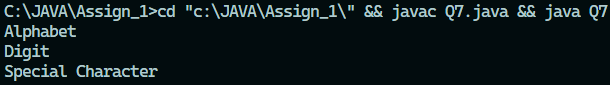 C:\JAVA\Assign_1>cd "c:\JAVA\Assign_1\" && javac Q7.java && java Q7
Alphabet
Digit
Special Character